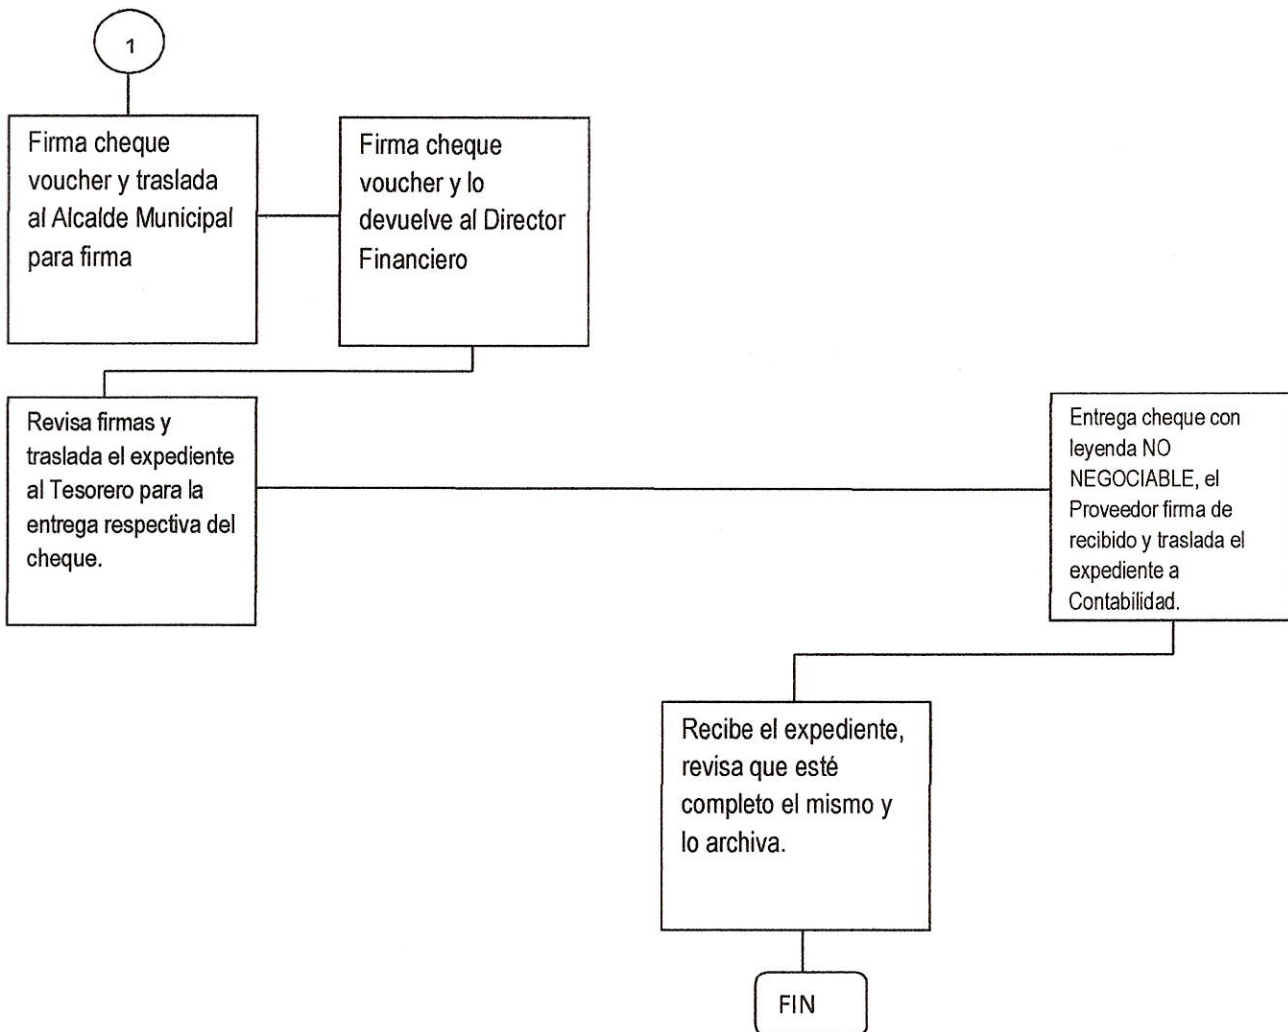 1
Firma cheque
voucher y traslada
al Alcalde Municipal
para firma
Firma cheque
voucher y lo
devuelve al Director
Financiero
Revisa firmas y
traslada el expediente
al Tesorero para la
entrega respectiva del
cheque.
Entrega cheque con
leyenda NO
NEGOCIABLE, el
Proveedor firma de
recibido y traslada el
expediente a
Contabilidad.
Recibe el expediente,
revisa que esté
completo el mismo y
lo archiva.
FIN